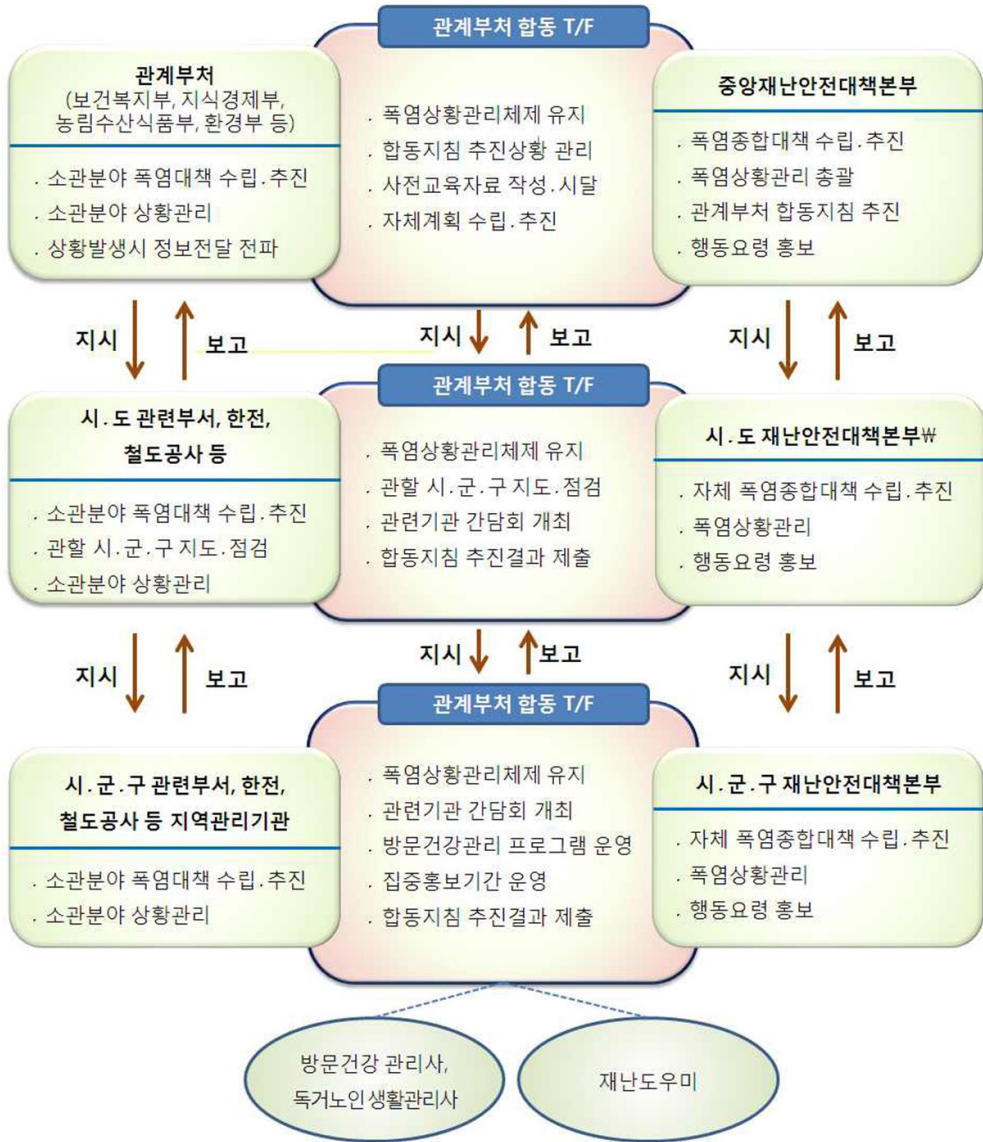 관계부처 합동 T/F
관계부처
(보건복지부, 지식경제부,
농림수산식품부, 환경부 등)
. 소관분야 폭염대책 수립.추진
. 소관분야 상황관리
. 상황발생시 정보전달 전파
. 폭염상황관리체제 유지
. 합동지침 추진상황 관리
. 사전교육자료 작성.시달
. 자체계획 수립.추진
중앙재난안전대책본부
. 폭염종합대책 수립.추진
. 폭염상황관리 총괄
. 관계부처 합동지침 추진
. 행동요령 홍보
지시
보고
지시
보고
지시
보고
관계부처 합동 T/F
시.도 관련부서, 한전,
철도공사 등
. 소관분야 폭염대책 수립.추진
. 관할 시.군.구 지도.점검
. 소관분야 상황관리
. 폭염상황관리체제 유지
. 관할 시.군.구 지도.점검
. 관련기관 간담회 개최
. 합동지침 추진결과 제출
시.도 재난안전대책본부₩
. 자체 폭염종합대책 수립.추진
. 폭염상황관리
. 행동요령 홍보
지시
보고
지시
보고
지시
보고
관계부처 합동 T/F
시.군.구 관련부서, 한전,
철도공사 등 지역관리기관
. 소관분야 폭염대책 수립.추진
. 소관분야 상황관리
. 폭염상황관리체제 유지
. 관련기관 간담회 개최
. 방문건강관리 프로그램 운영
. 집중홍보기간 운영
. 합동지침 추진결과 제출
시.군.구 재난안전대책본부
. 자체 폭염종합대책 수립.추진
. 폭염상황관리
. 행동요령 홍보
방문건강 관리사,
독거노인 생활관리사
재난도우미